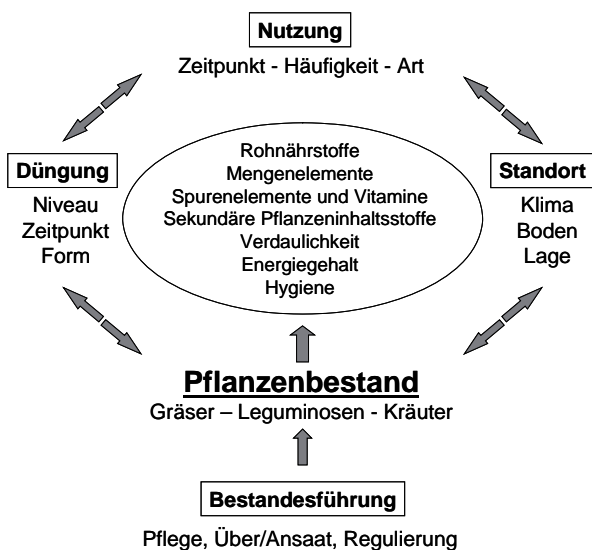 Nutzung
Zeitpunkt - Häufigkeit - Art
Düngung
Niveau
Zeitpunkt
Form
Rohnährstoffe
Mengenelemente
Spurenelemente und Vitamine
Sekundäre Pflanzeninhaltsstoffe
Verdaulichkeit
Energiegehalt
Hygiene
Standort
Klima
Boden
Lage
Pflanzenbestand
Gräser – Leguminosen - Kräuter
Bestandesführung
Pflege, Über/Ansaat, Regulierung